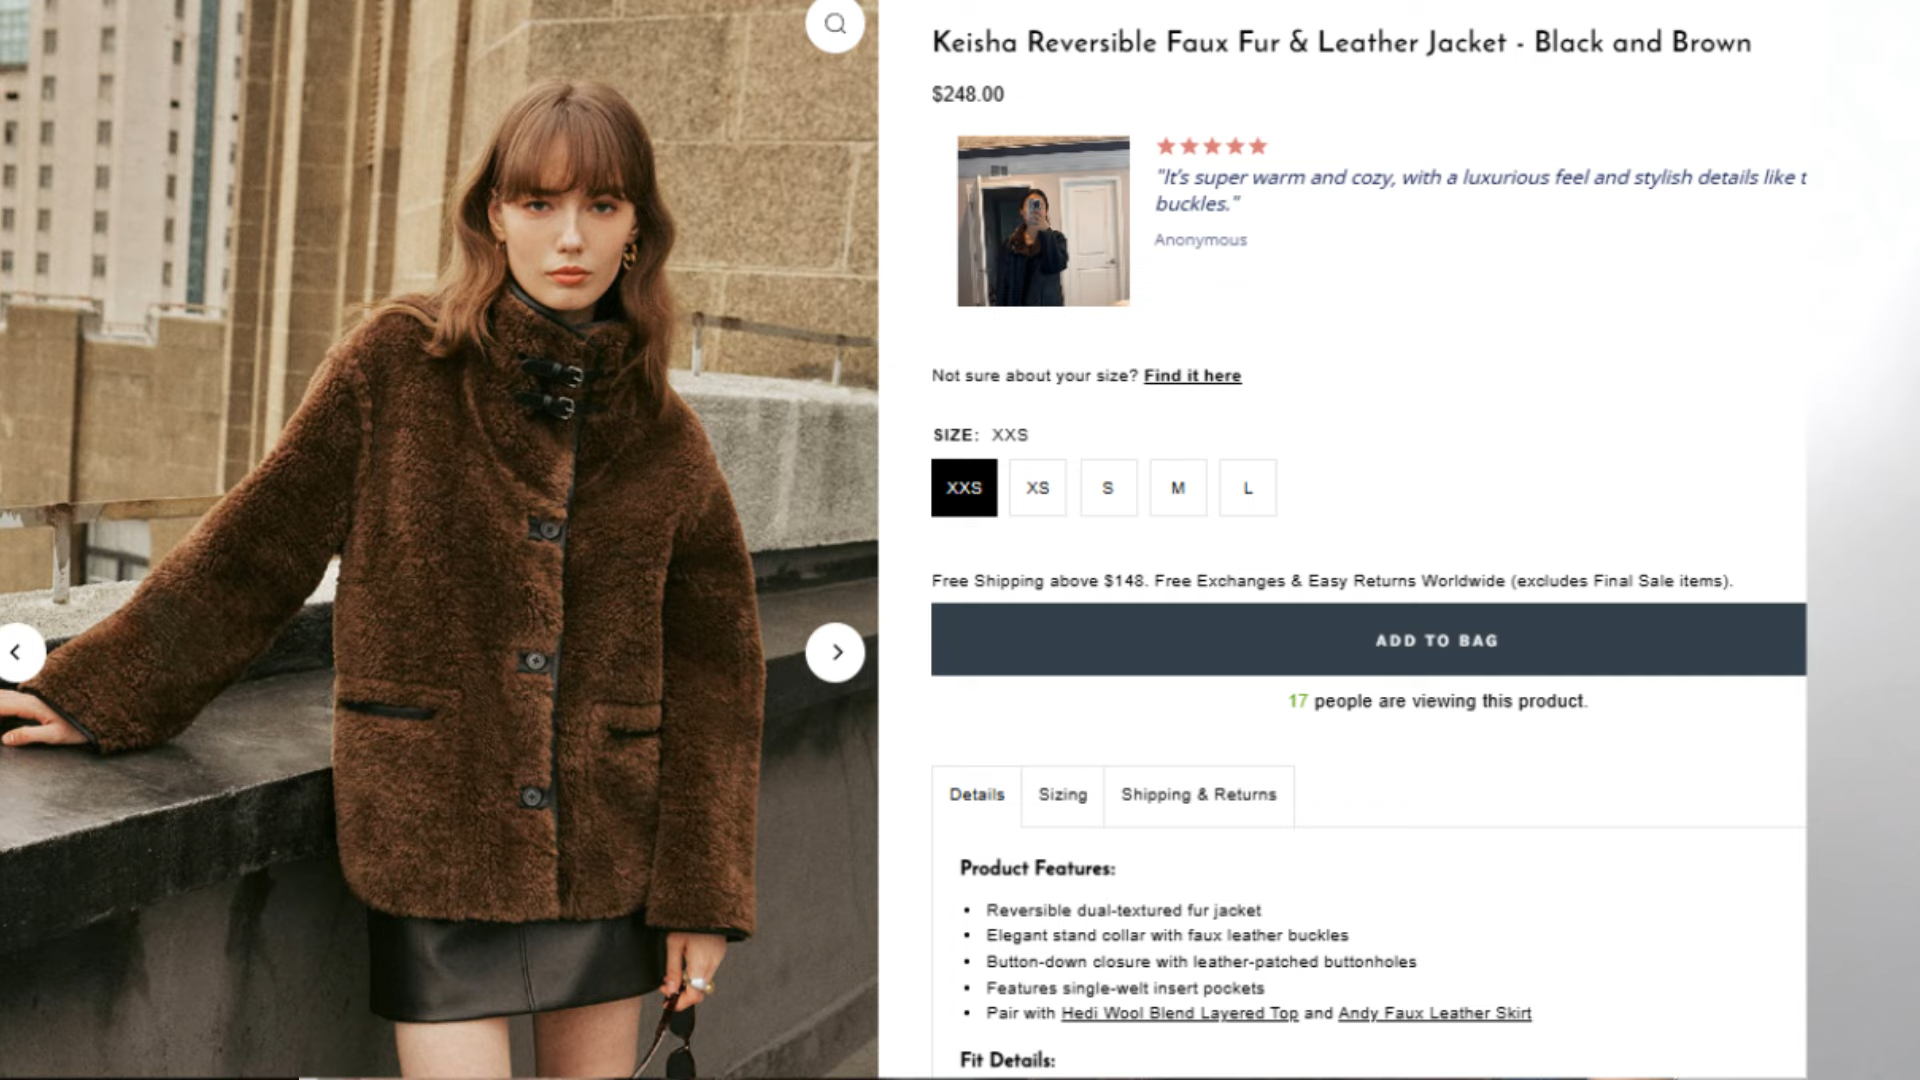 Keisha Reversible Faux Fur & Leather Jacket - Black and Brown
$248.00
"It's super warm and cozy, with a luxurious feel and stylish details like t
buckles."
Anonymous
Not sure about your size? Find it here
SIZE: XXS
XXS XS S M L
Free Shipping above $148. Free Exchanges & Easy Returns Worldwide (excludes Final Sale items).
ADD TO BAG
17 people are viewing this product.
Details Sizing Shipping & Returns
Product Features:
• Reversible dual-textured fur jacket
• Elegant stand collar with faux leather buckles
• Button-down closure with leather-patched buttonholes
• Features single-welt insert pockets
• Pair with Hedi Wool Blend Layered Top and Andy Faux Leather Skirt
Fit Details: